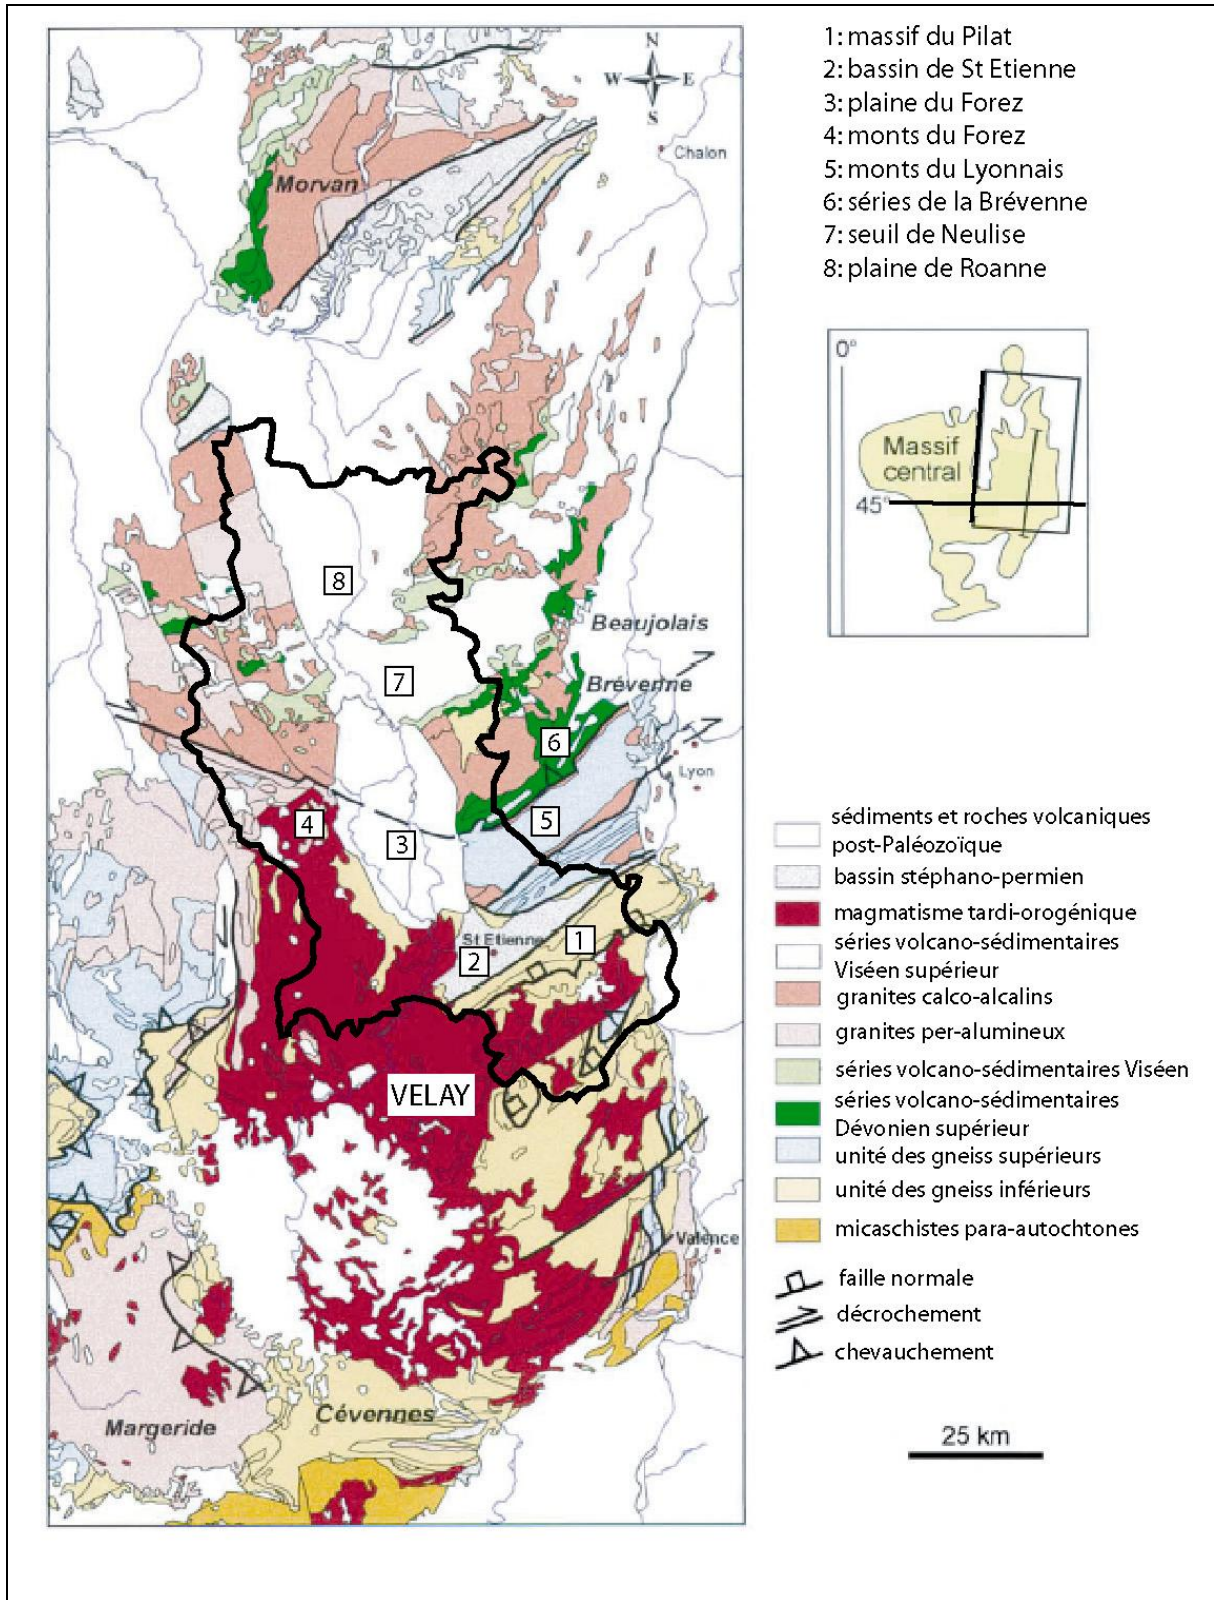 N
W
E
S
Chalon
Morvan
8
Beaujolais
7
Brévenne
6
Lyon
5
4
3
1
St Etienne
2
VELAY
Valence
Cévennes
Margeride
1: massif du Pilat
2: bassin de St Etienne
3: plaine du Forez
4: monts du Forez
5: monts du Lyonnais
6: séries de la Brévenne
7: seuil de Neulise
8: plaine de Roanne
0°
Massif
central
45°
sédiments et roches volcaniques
post-Paléozoïque
bassin stéphano-permien
magmatisme tardi-orogénique
séries volcano-sédimentaires
Viséen supérieur
granites calco-alcalins
granites per-alumineux
séries volcano-sédimentaires Viséen
séries volcano-sédimentaires
Dévonien supérieur
unité des gneiss supérieurs
unité des gneiss inférieurs
micaschistes para-autochtones
faille normale
décrochement
chevauchement
25 km